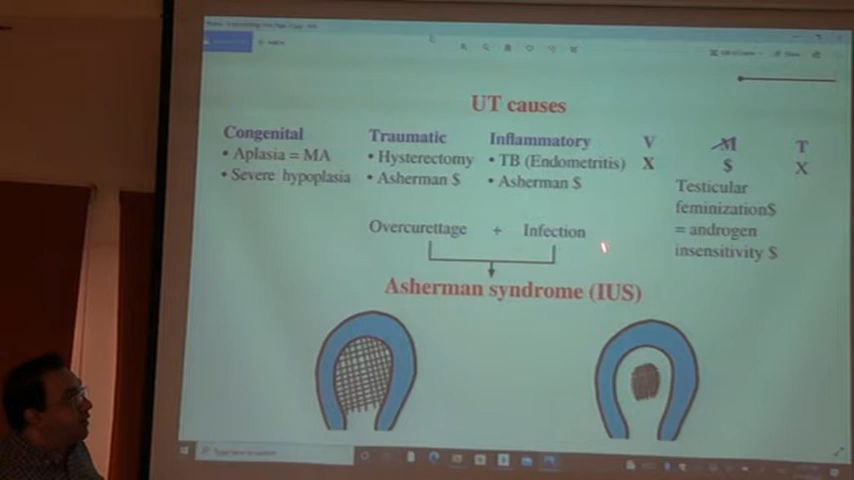 UT causes
Congenital
• Aplasia = MA
• Severe hypoplasia
Traumatic
• Hysterectomy
• Asherman $
Inflammatory
• TB (Endometritis)
• Asherman $
V
X
M
$
Testicular
feminization$
= androgen
insensitivity $
T
X
Overcurettage + Infection
Asherman syndrome (IUS)